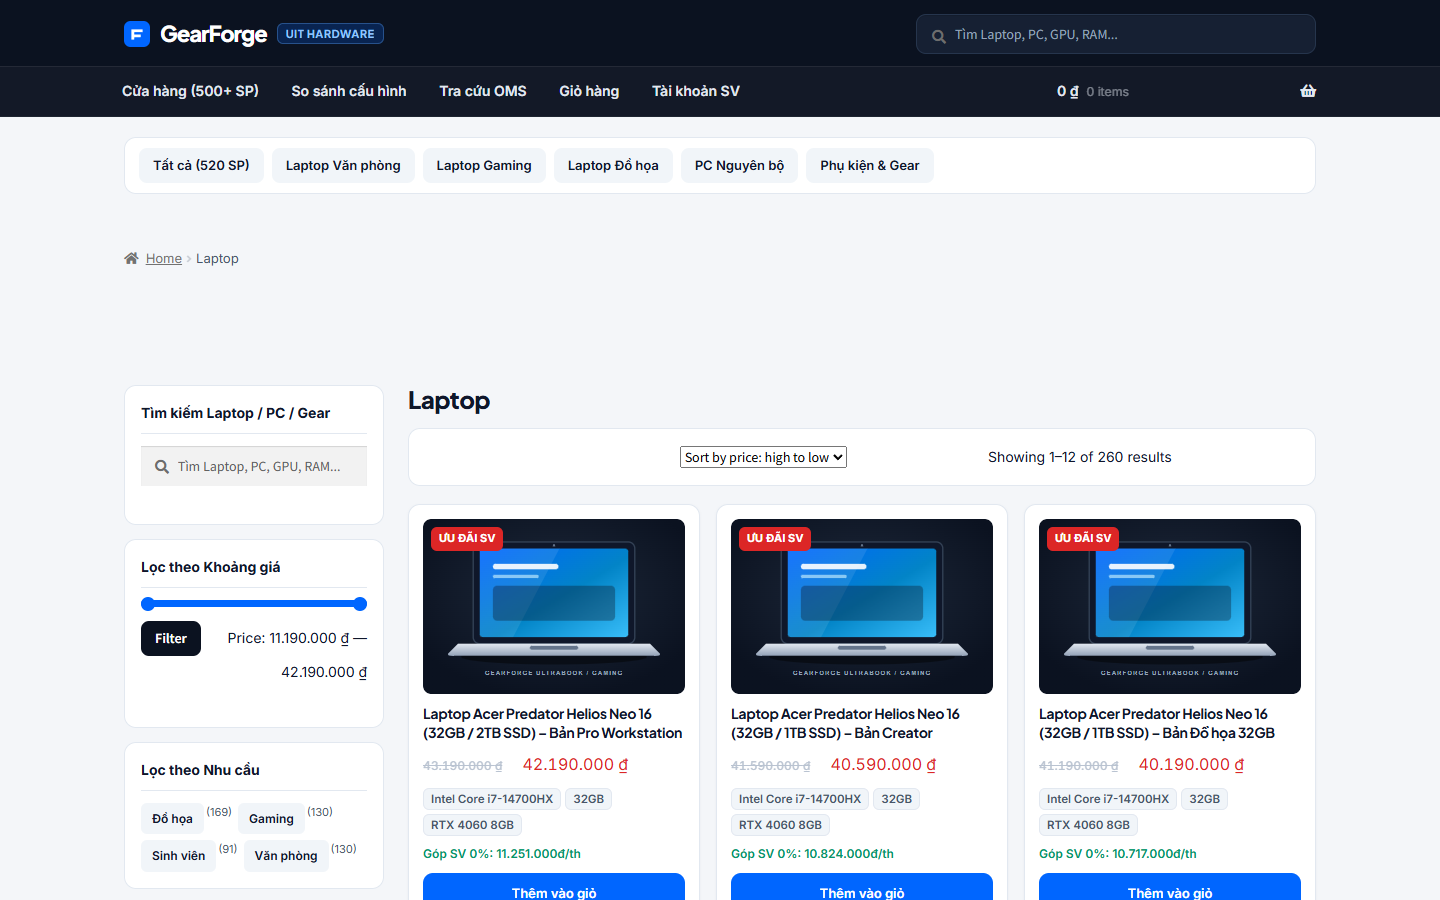 GearForge UIT HARDWARE
Tìm Laptop, PC, GPU, RAM...
Cửa hàng (500+ SP) So sánh cấu hình Tra cứu OMS Giỏ hàng Tài khoản SV 0 ₫ 0 items
Tất cả (520 SP) Laptop Văn phòng Laptop Gaming Laptop Đồ họa PC Nguyên bộ Phụ kiện & Gear
Home › Laptop
Tìm kiếm Laptop / PC / Gear
Tìm Laptop, PC, GPU, RAM...
Lọc theo Khoảng giá
Filter Price: 11.190.000 ₫ —
42.190.000 ₫
Lọc theo Nhu cầu
Đồ họa (169) Gaming (130)
Sinh viên (91) Văn phòng (130)
Laptop
Sort by price: high to low Showing 1–12 of 260 results
ƯU ĐÃI SV
GEARFORGE ULTRABOOK / GAMING
Laptop Acer Predator Helios Neo 16
(32GB / 2TB SSD) – Bản Pro Workstation
43.190.000 ₫ 42.190.000 ₫
Intel Core i7-14700HX 32GB
RTX 4060 8GB
Góp SV 0%: 11.251.000đ/th
Thêm vào giỏ
ƯU ĐÃI SV
GEARFORGE ULTRABOOK / GAMING
Laptop Acer Predator Helios Neo 16
(32GB / 1TB SSD) – Bản Creator
41.590.000 ₫ 40.590.000 ₫
Intel Core i7-14700HX 32GB
RTX 4060 8GB
Góp SV 0%: 10.824.000đ/th
Thêm vào giỏ
ƯU ĐÃI SV
GEARFORGE ULTRABOOK / GAMING
Laptop Acer Predator Helios Neo 16
(32GB / 1TB SSD) – Bản Đồ họa 32GB
41.190.000 ₫ 40.190.000 ₫
Intel Core i7-14700HX 32GB
RTX 4060 8GB
Góp SV 0%: 10.717.000đ/th
Thêm vào giỏ